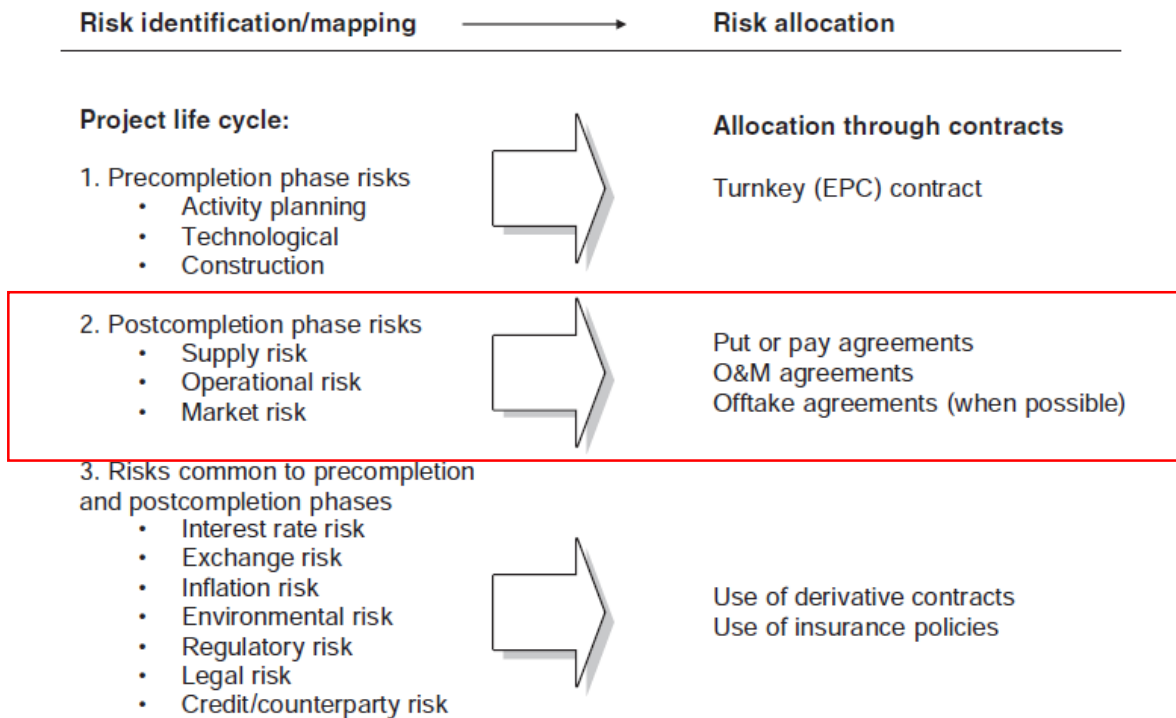 Risk identification/mapping
Risk allocation
Project life cycle:
Allocation through contracts
1. Precompletion phase risks
• Activity planning
• Technological
• Construction
Turnkey (EPC) contract
2. Postcompletion phase risks
• Supply risk
• Operational risk
• Market risk
Put or pay agreements
O&M agreements
Offtake agreements (when possible)
3. Risks common to precompletion
and postcompletion phases
• Interest rate risk
• Exchange risk
• Inflation risk
• Environmental risk
• Regulatory risk
• Legal risk
• Credit/counterparty risk
Use of derivative contracts
Use of insurance policies